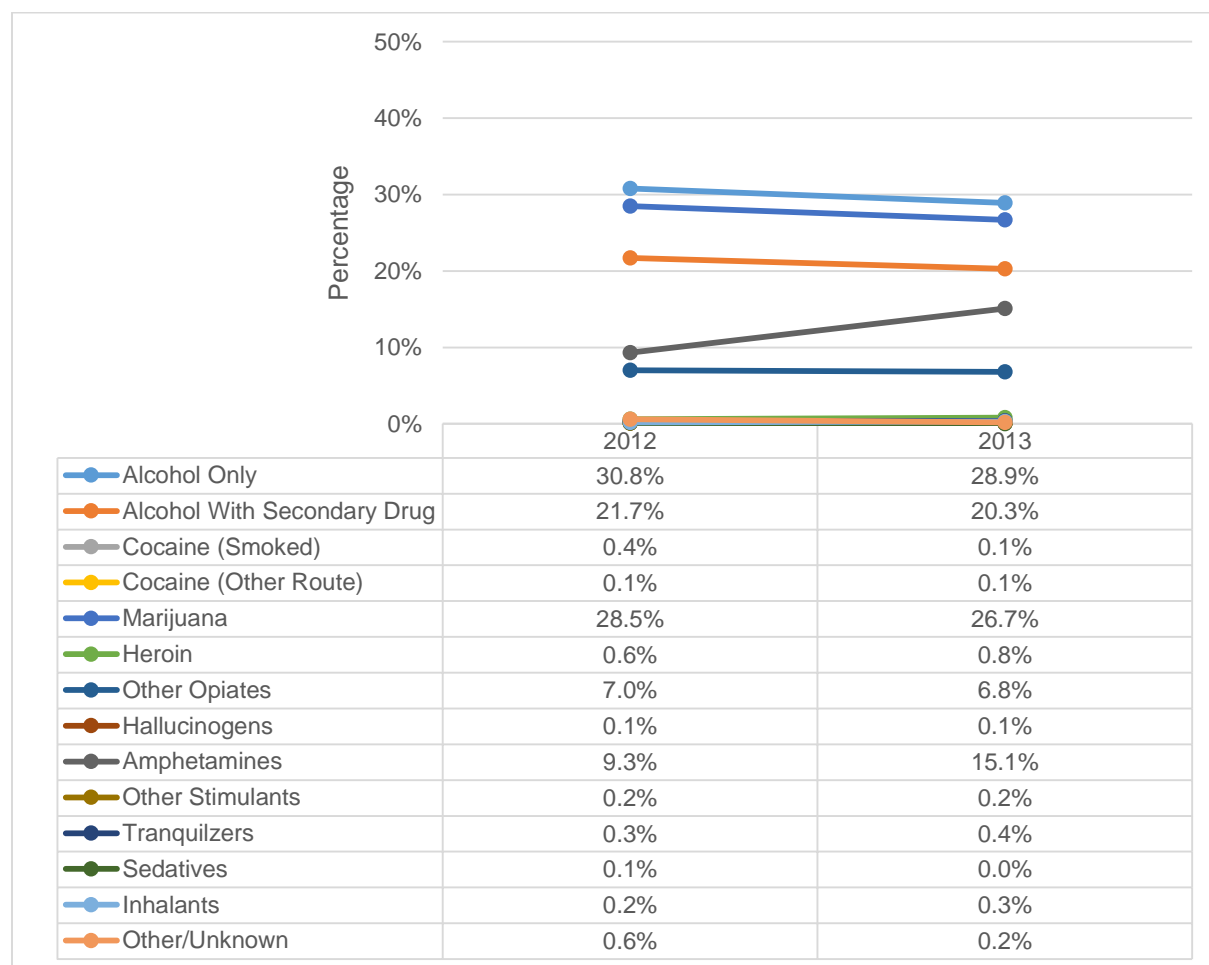 50%
40%
30%
20%
10%
0%
Percentage
2012 2013
Alcohol Only 30.8% 28.9%
Alcohol With Secondary Drug 21.7% 20.3%
Cocaine (Smoked) 0.4% 0.1%
Cocaine (Other Route) 0.1% 0.1%
Marijuana 28.5% 26.7%
Heroin 0.6% 0.8%
Other Opiates 7.0% 6.8%
Hallucinogens 0.1% 0.1%
Amphetamines 9.3% 15.1%
Other Stimulants 0.2% 0.2%
Tranquilzers 0.3% 0.4%
Sedatives 0.1% 0.0%
Inhalants 0.2% 0.3%
Other/Unknown 0.6% 0.2%